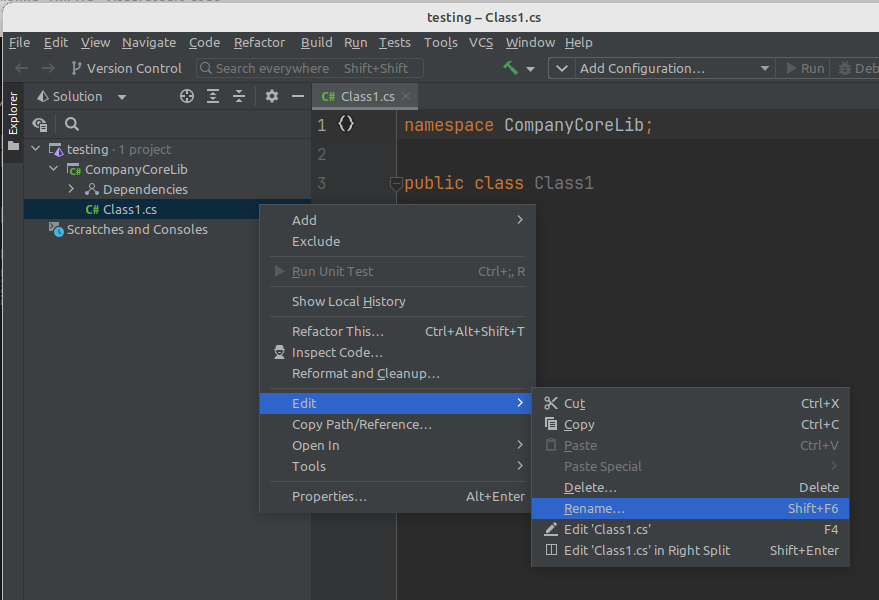 testing – Class1.cs
File Edit View Navigate Code Refactor Build Run Tests Tools VCS Window Help
Version Control Search everywhere Shift+Shift Add Configuration... Run Deb
Explorer
Solution
C# Class1.cs
1 namespace CompanyCoreLib;
2
3 public class Class1
testing · 1 project
CompanyCoreLib
Dependencies
C# Class1.cs
Scratches and Consoles
Add
Exclude
Run Unit Test Ctrl+;, R
Show Local History
Refactor This... Ctrl+Alt+Shift+T
Inspect Code...
Reformat and Cleanup...
Edit
Copy Path/Reference...
Open In
Tools
Properties... Alt+Enter
Cut Ctrl+X
Copy Ctrl+C
Paste Ctrl+V
Paste Special
Delete... Delete
Rename... Shift+F6
Edit 'Class1.cs' F4
Edit 'Class1.cs' in Right Split Shift+Enter